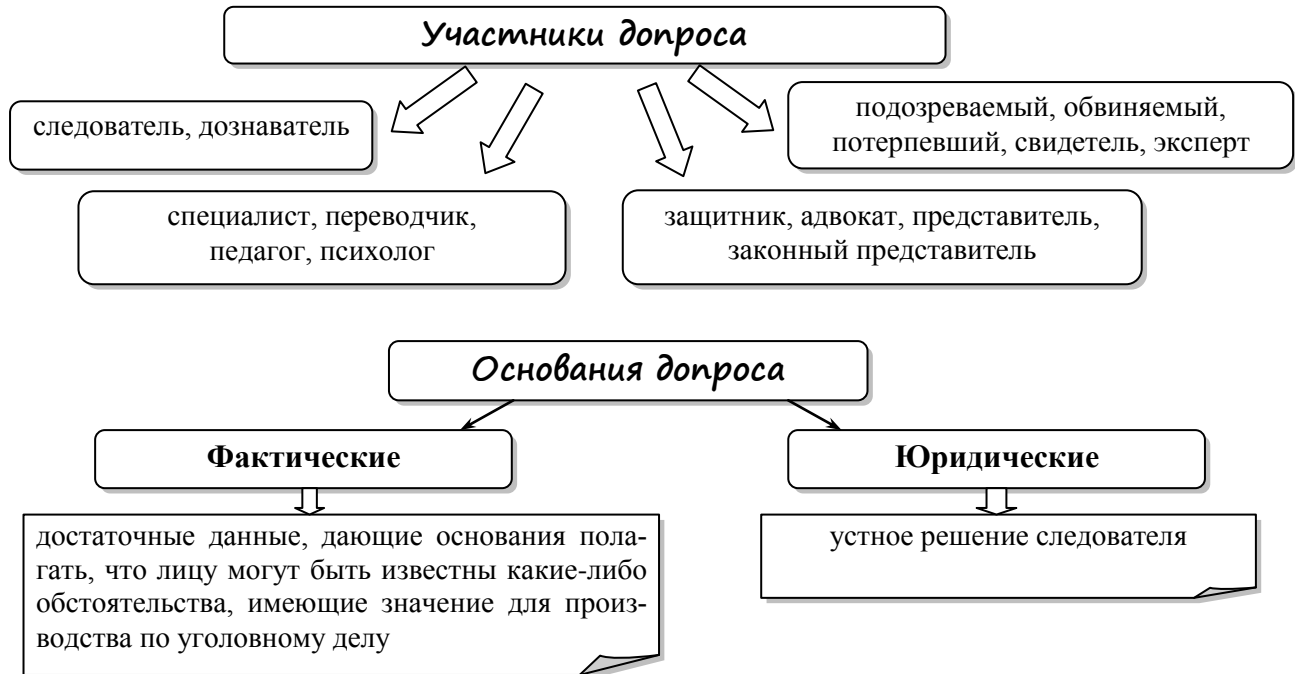 Участники допроса
следователь, дознаватель
подозреваемый, обвиняемый,
потерпевший, свидетель, эксперт
специалист, переводчик,
педагог, психолог
защитник, адвокат, представитель,
законный представитель
Основания допроса
Фактические
Юридические
достаточные данные, дающие основания пола-
гать, что лицу могут быть известны какие-либо
обстоятельства, имеющие значение для произ-
водства по уголовному делу
устное решение следователя